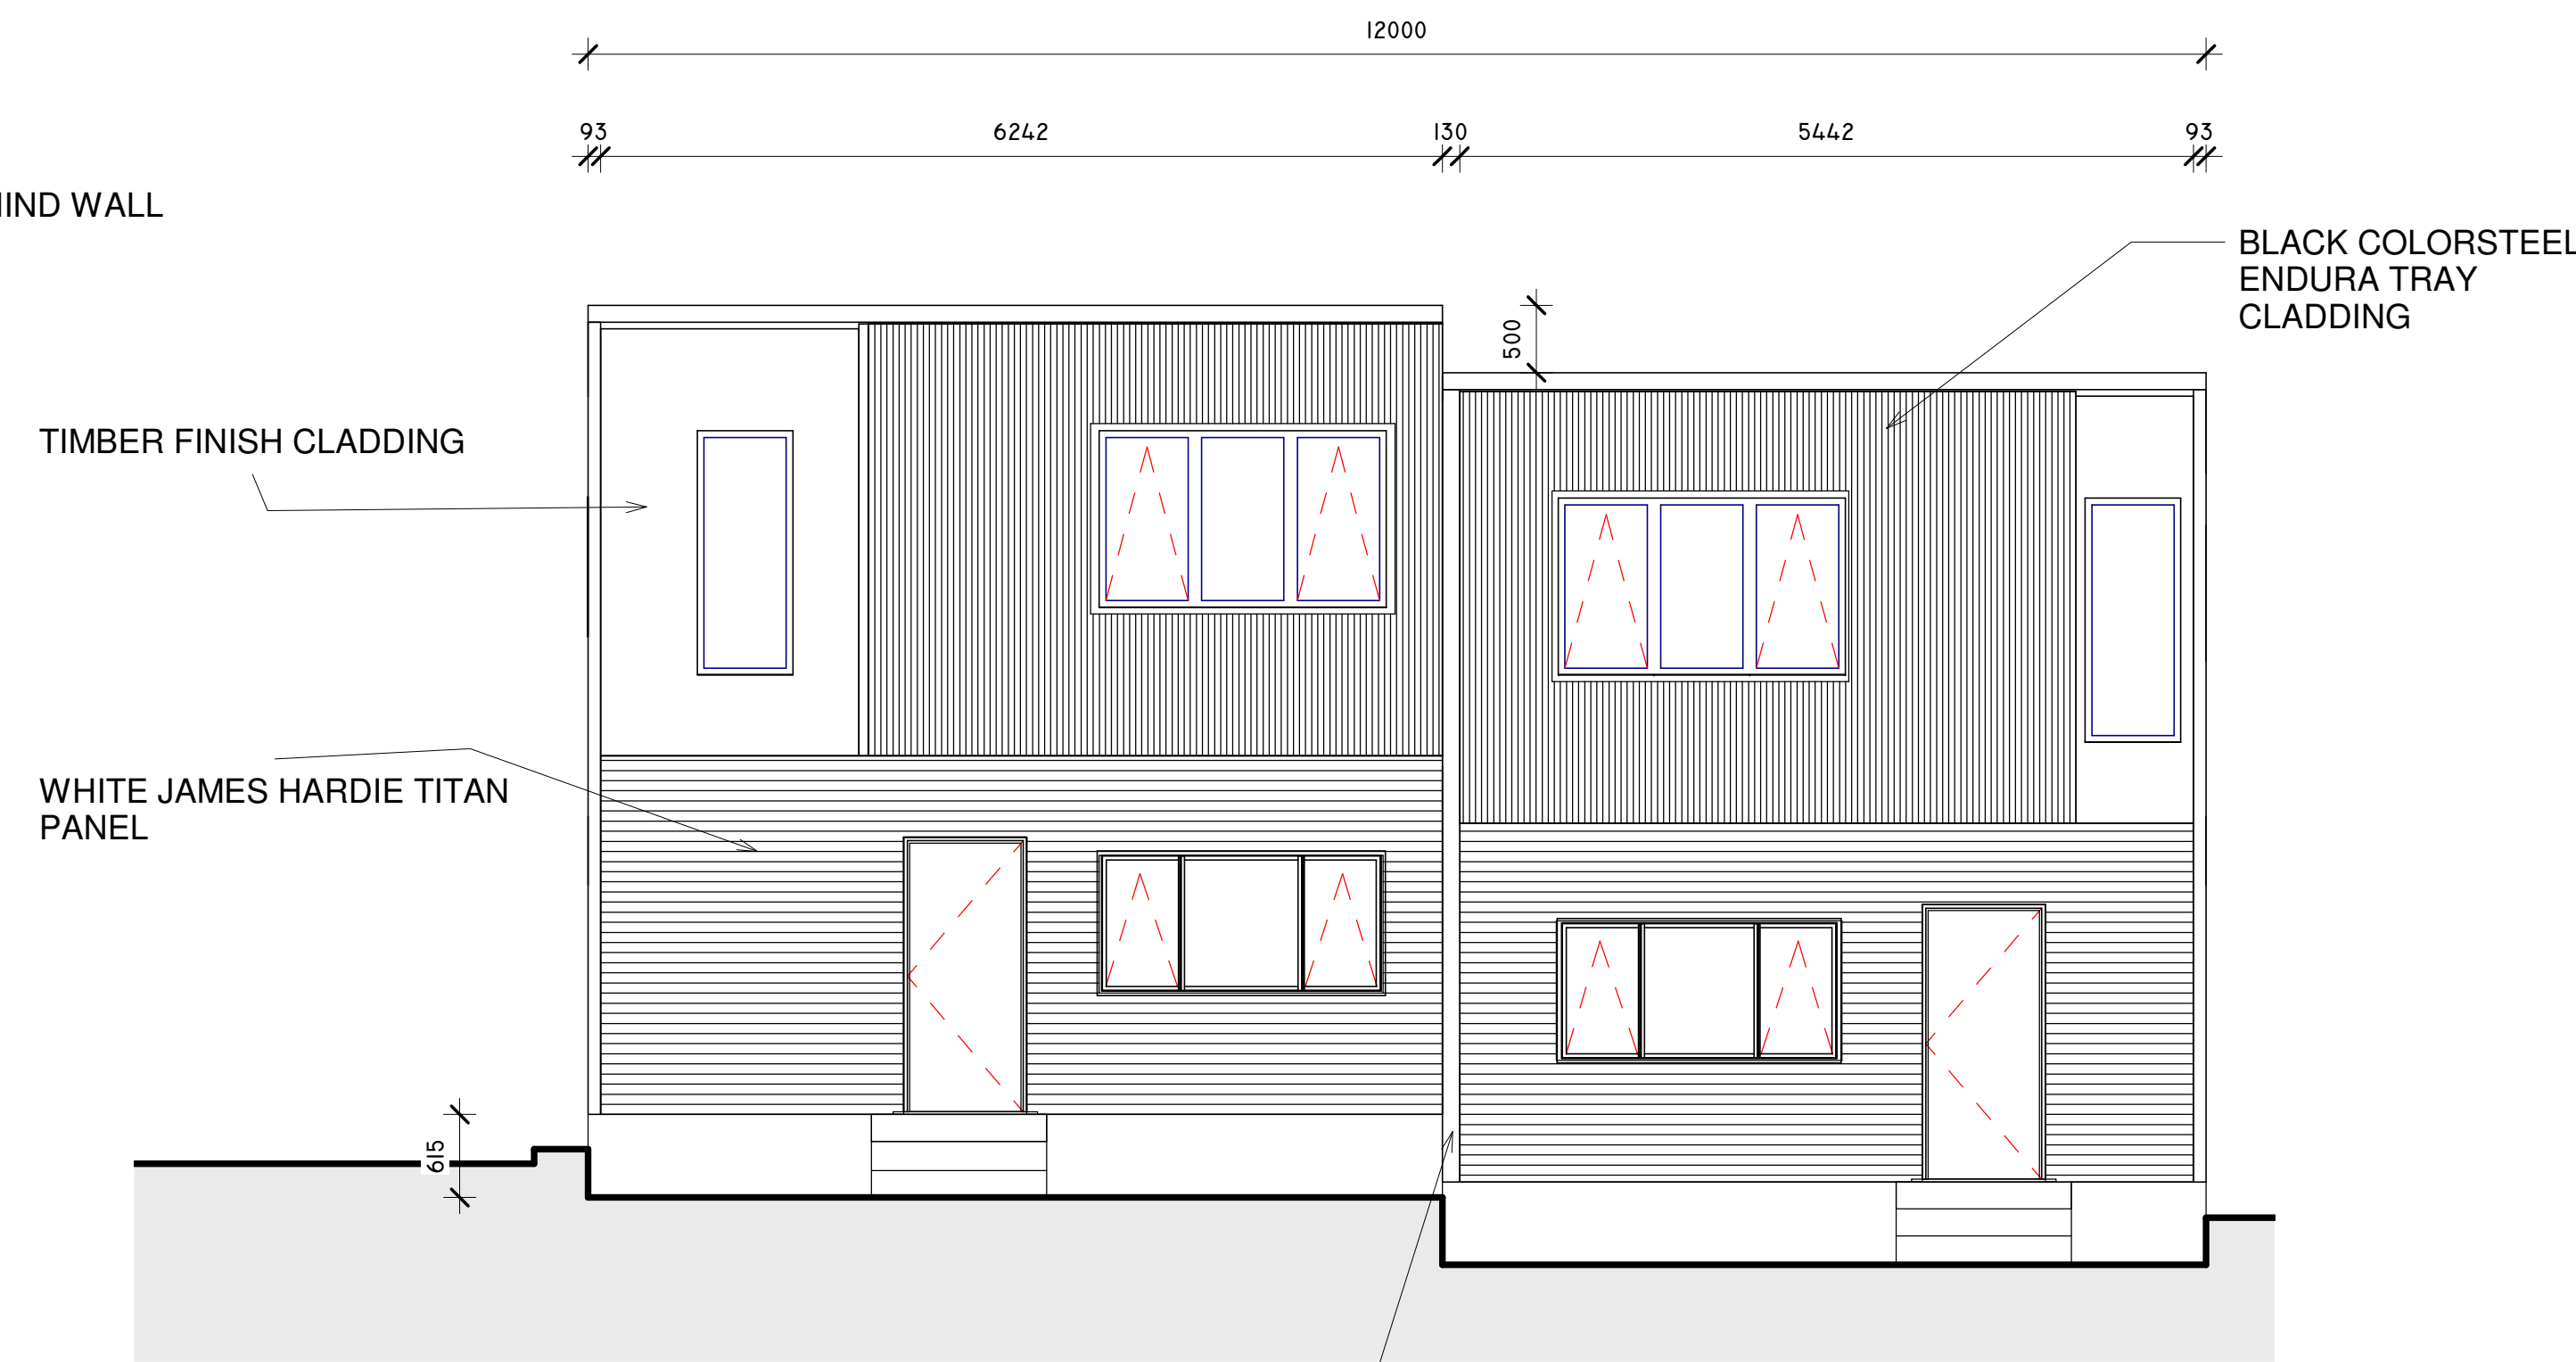 12000
93
6242
130
5442
93
WALL
BLACK COLORSTEEL
ENDURA TRAY
CLADDING
500
TIMBER FINISH CLADDING
WHITE JAMES HARDIE TITAN
PANEL
615